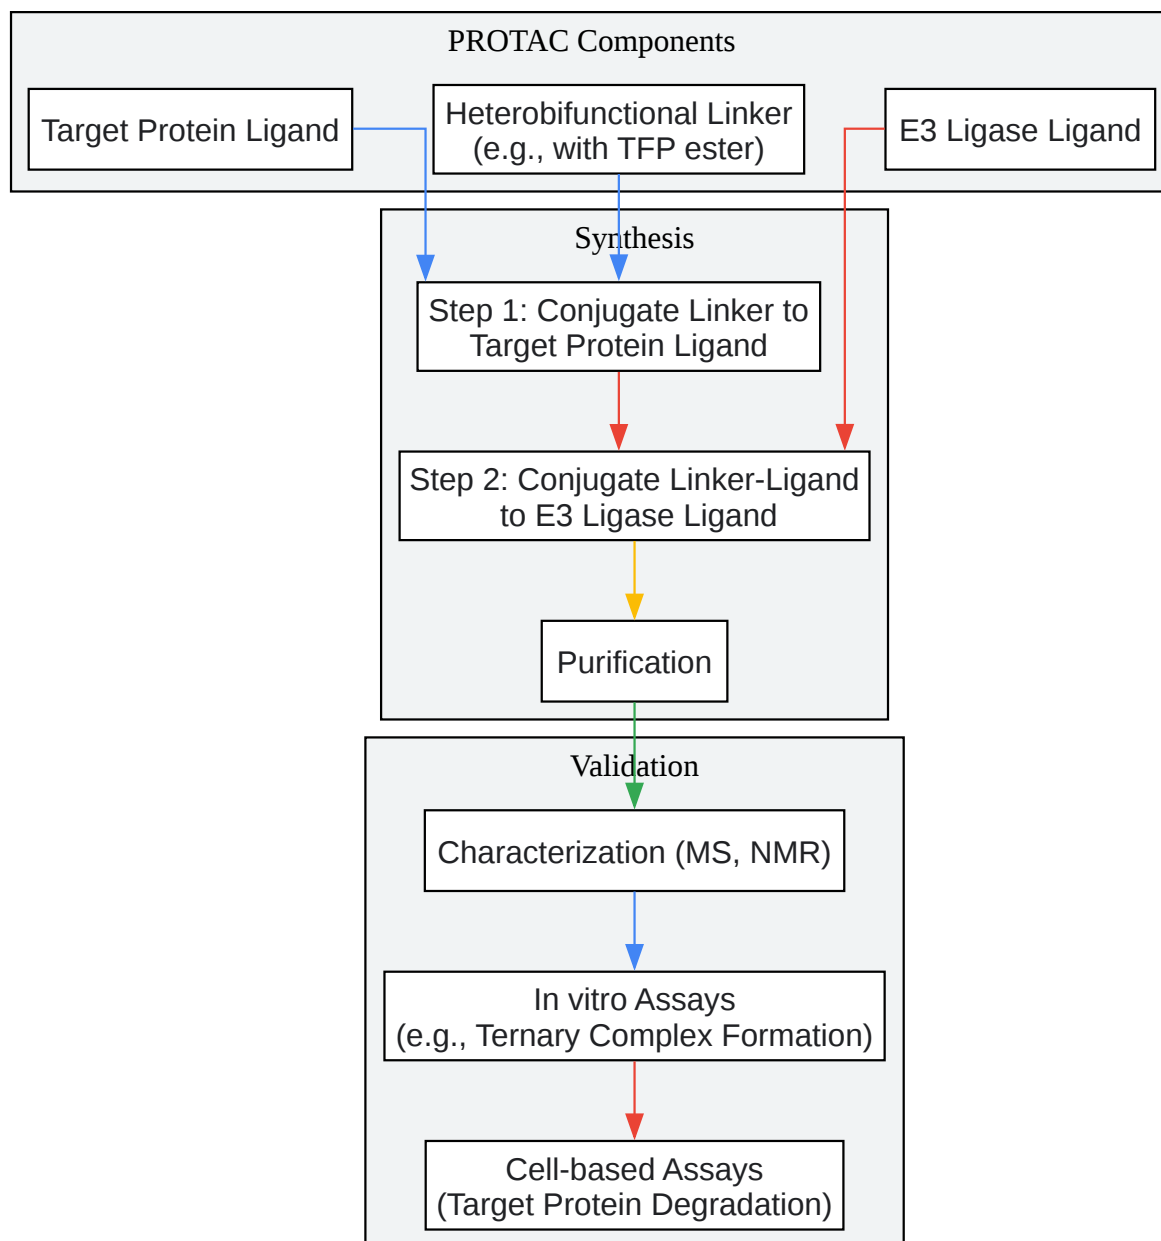 PROTAC Components
Target Protein Ligand
Heterobifunctional Linker
(e.g., with TFP ester)
E3 Ligase Ligand
Synthesis
Step 1: Conjugate Linker to
Target Protein Ligand
Step 2: Conjugate Linker-Ligand
to E3 Ligase Ligand
Purification
Validation
Characterization (MS, NMR)
In vitro Assays
(e.g., Ternary Complex Formation)
Cell-based Assays
(Target Protein Degradation)